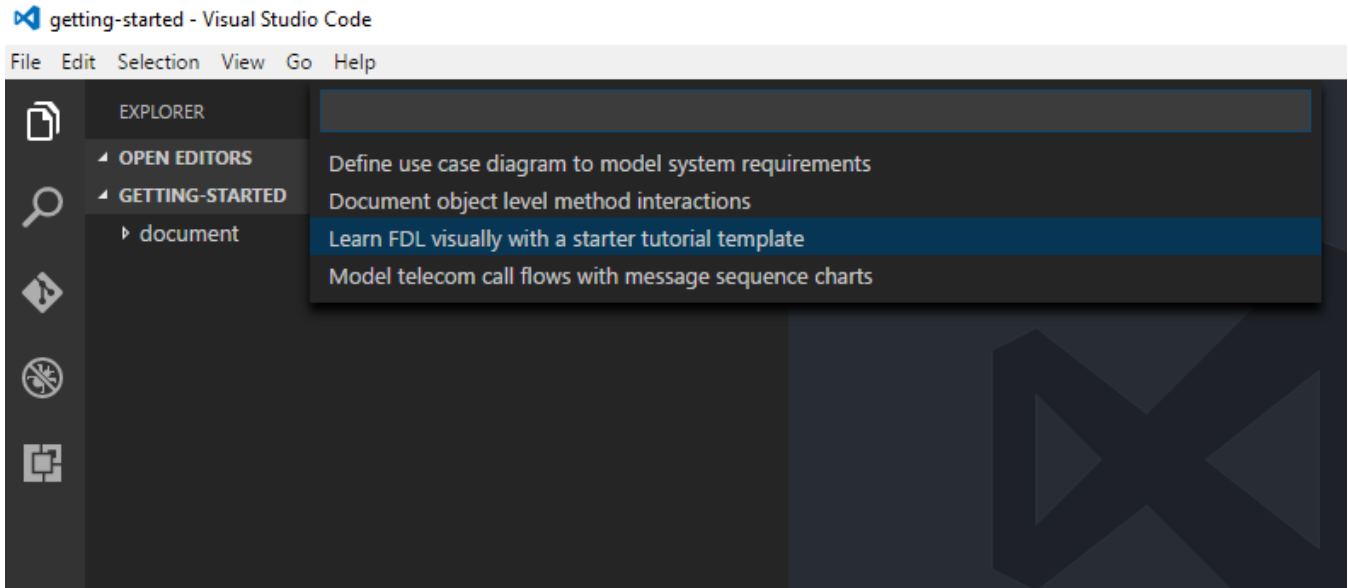 getting-started - Visual Studio Code
File Edit Selection View Go Help
EXPLORER
OPEN EDITORS
GETTING-STARTED
document
Define use case diagram to model system requirements
Document object level method interactions
Learn FDL visually with a starter tutorial template
Model telecom call flows with message sequence charts